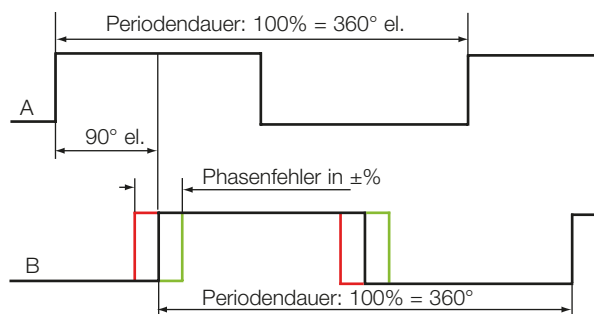 Periodendauer: 100% = 360° el.
A
90° el.
Phasenfehler in ±%
B
Periodendauer: 100% = 360°